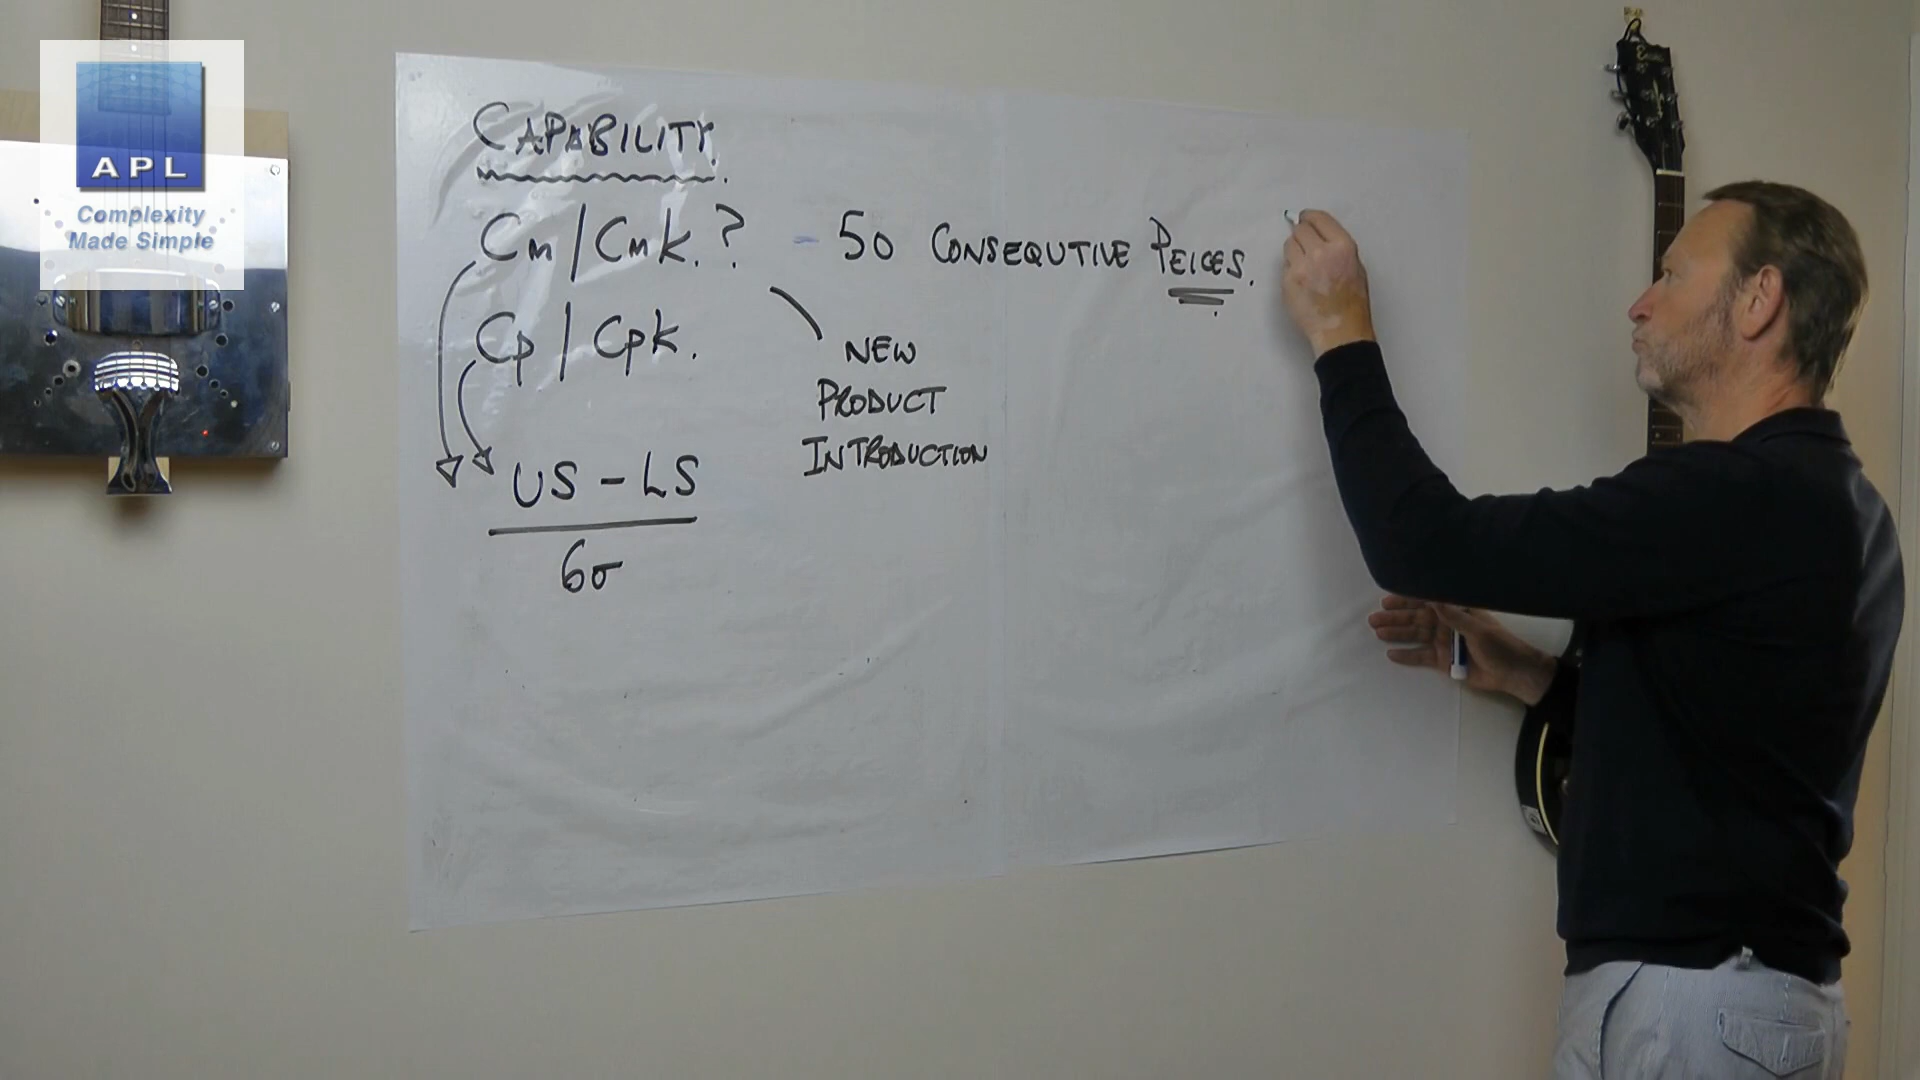 APL
Complexity
Made Simple
CAPABILITY.
Cm / Cmk. ? - 50 CONSEQUTIVE PEICES.
Cp / Cpk.
NEW
PRODUCT
INTRODUCTION
US - LS
6σ